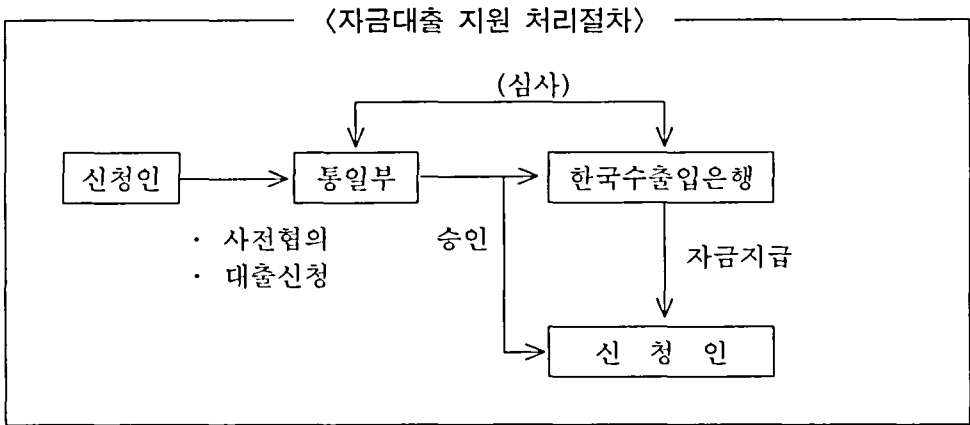 〈자금대출 지원 처리절차〉
(심사)
신청인
통일부
한국수출입은행
· 사전협의
· 대출신청
승인
자금지급
신 청 인